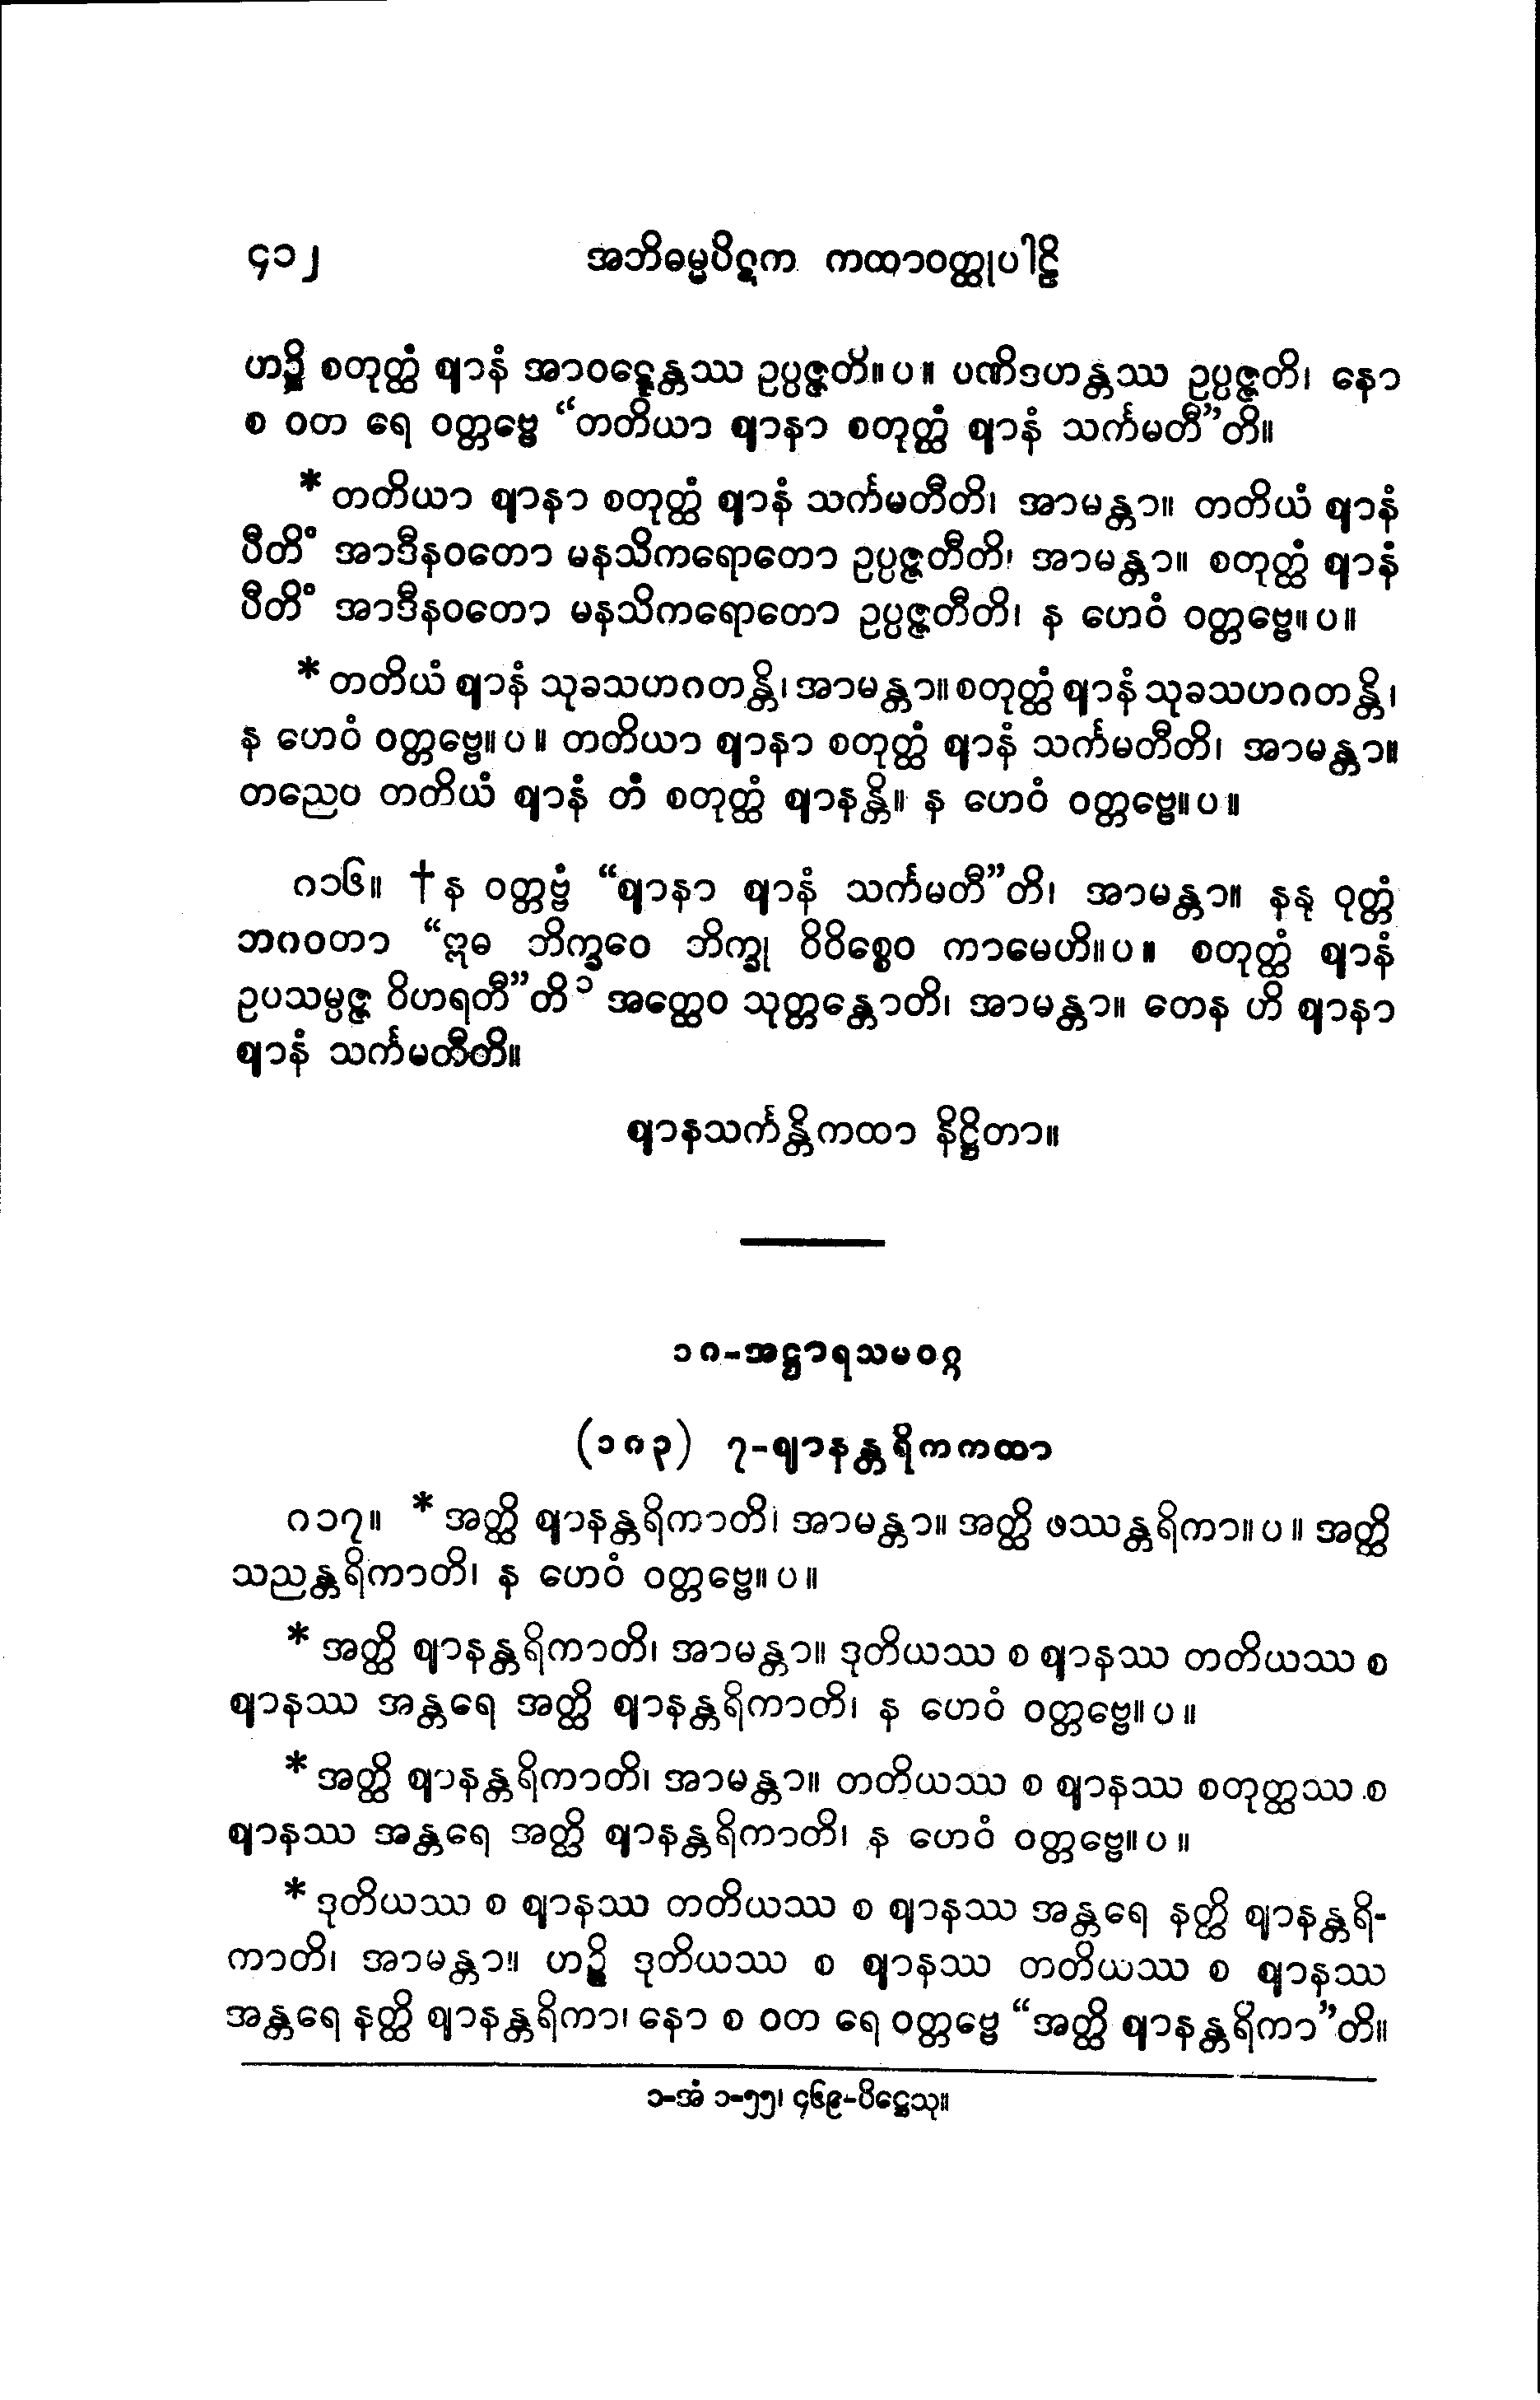 ၄၁၂ အဘိဓမ္မပိဋက ကထာဝတ္ထုပါဠိ
ဟဉ္စိ စတုတ္ထံ ဈာနံ အာဝဋ္ဋေန္တဿ ဥပ္ပဇ္ဇတိ။ပ။ ပဏိဒဟန္တဿ ဥပ္ပဇ္ဇတိ၊ နော
စ ဝတ ရေ ဝတ္တဗ္ဗေ “တတိယာ ဈာနာ စတုတ္ထံ ဈာနံ သင်္ကမတီ”တိ။
* တတိယာ ဈာနာ စတုတ္ထံ ဈာနံ သင်္ကမတီတိ၊ အာမန္တာ။ တတိယံ ဈာနံ
ပီတိံ အာဒီနဝတော မနသိကရောတော ဥပ္ပဇ္ဇတီတိ၊ အာမန္တာ။ စတုတ္ထံ ဈာနံ
ပီတိံ အာဒီနဝတော မနသိကရောတော ဥပ္ပဇ္ဇတီတိ၊ န ဟေဝံ ဝတ္တဗ္ဗေ။ပ။
* တတိယံ ဈာနံ သုခသဟဂတန္တိ၊ အာမန္တာ။ စတုတ္ထံ ဈာနံ သုခသဟဂတန္တိ၊
န ဟေဝံ ဝတ္တဗ္ဗေ။ပ။ တတိယာ ဈာနာ စတုတ္ထံ ဈာနံ သင်္ကမတီတိ၊ အာမန္တာ။
တညေဝ တတိယံ ဈာနံ တံ စတုတ္ထံ ဈာနန္တိ။ န ဟေဝံ ဝတ္တဗ္ဗေ။ပ။
၈၁၆။ † န ဝတ္တဗ္ဗံ “ဈာနာ ဈာနံ သင်္ကမတီ”တိ၊ အာမန္တာ။ နနု ဝုတ္တံ
ဘဂဝတာ “ဣဓ ဘိက္ခဝေ ဘိက္ခု ဝိဝိစ္စေဝ ကာမေဟိ။ပ။ စတုတ္ထံ ဈာနံ
ဥပသမ္ပဇ္ဇ ဝိဟရတီ”တိ ၁ အတ္ထေဝ သုတ္တန္တောတိ၊ အာမန္တာ။ တေန ဟိ ဈာနာ
ဈာနံ သင်္ကမတီတိ။
ဈာနသင်္ကန္တိကထာ နိဋ္ဌိတာ။
၁၈-အဋ္ဌာရသမဝဂ္ဂ
(၁၈၃) ၇-ဈာနန္တရိကကထာ
၈၁၇။ * အတ္ထိ ဈာနန္တရိကာတိ၊ အာမန္တာ။ အတ္ထိ ဖဿန္တရိကာ။ပ။ အတ္ထိ
သညန္တရိကာတိ၊ န ဟေဝံ ဝတ္တဗ္ဗေ။ပ။
* အတ္ထိ ဈာနန္တရိကာတိ၊ အာမန္တာ။ ဒုတိယဿ စ ဈာနဿ တတိယဿ စ
ဈာနဿ အန္တရေ အတ္ထိ ဈာနန္တရိကာတိ၊ န ဟေဝံ ဝတ္တဗ္ဗေ။ပ။
* အတ္ထိ ဈာနန္တရိကာတိ၊ အာမန္တာ။ တတိယဿ စ ဈာနဿ စတုတ္ထဿ စ
ဈာနဿ အန္တရေ အတ္ထိ ဈာနန္တရိကာတိ၊ န ဟေဝံ ဝတ္တဗ္ဗေ။ပ။
* ဒုတိယဿ စ ဈာနဿ တတိယဿ စ ဈာနဿ အန္တရေ နတ္ထိ ဈာနန္တရိ-
ကာတိ၊ အာမန္တာ။ ဟဉ္စိ ဒုတိယဿ စ ဈာနဿ တတိယဿ စ ဈာနဿ
အန္တရေ နတ္ထိ ဈာနန္တရိကာ၊ နော စ ဝတ ရေ ဝတ္တဗ္ဗေ “အတ္ထိ ဈာနန္တရိကာ”တိ။
၁-အံ ၁-၅၅၊ ၄၆၉-ပိဋ္ဌေသု။